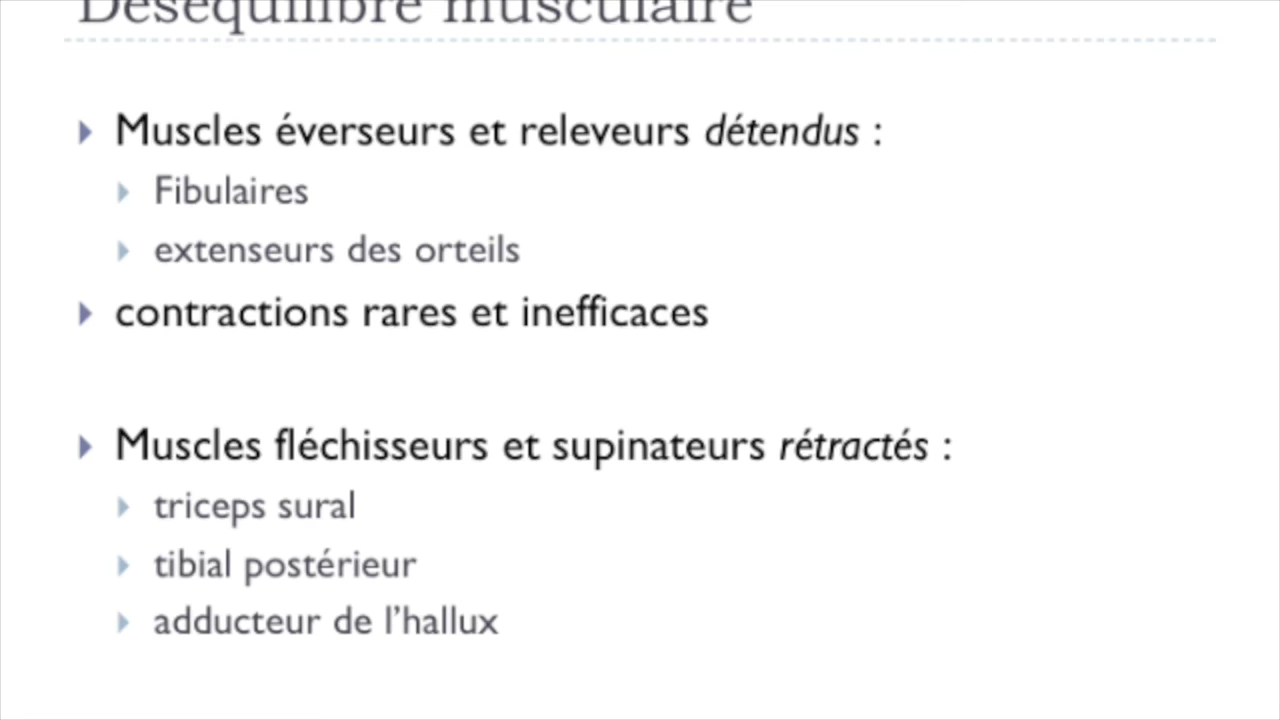 Déséquilibre musculaire
Muscles éverseurs et releveurs détendus :
Fibulaires
extenseurs des orteils
contractions rares et inefficaces
Muscles fléchisseurs et supinateurs rétractés :
triceps sural
tibial postérieur
adducteur de l’hallux